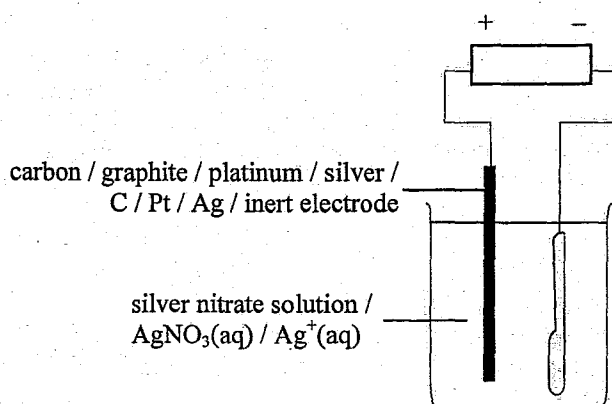 + −
carbon / graphite / platinum / silver /
C / Pt / Ag / inert electrode
silver nitrate solution /
AgNO₃(aq) / Ag⁺(aq)